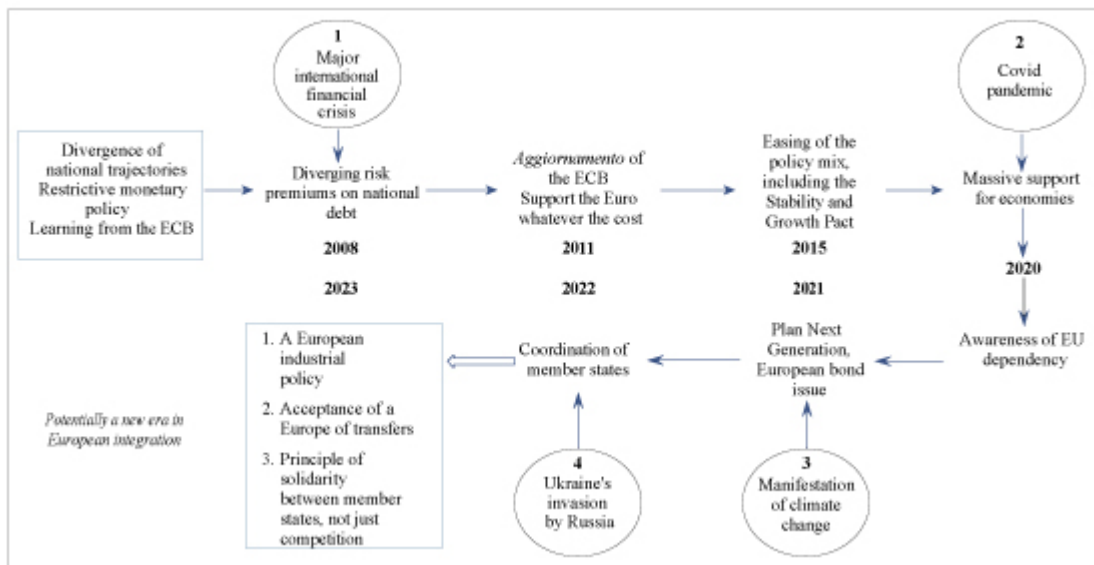 1
Major
international
financial
crisis
2
Covid
pandemic
Divergence of
national trajectories
Restrictive monetary
policy
Learning from the ECB
Diverging risk
premiums on national
debt
2008
Aggiornamento of
the ECB
Support the Euro
whatever the cost
2011
Easing of the
policy mix,
including the
Stability and
Growth Pact
2015
Massive support
for economies
2020
Awareness of EU
dependency
2021
Plan Next
Generation,
European bond
issue
3
Manifestation
of climate
change
2022
Coordination of
member states
4
Ukraine's
invasion
by Russia
2023
1. A European
industrial
policy
2. Acceptance of a
Europe of transfers
3. Principle of
solidarity
between member
states, not just
competition
Potentially a new era in
European integration